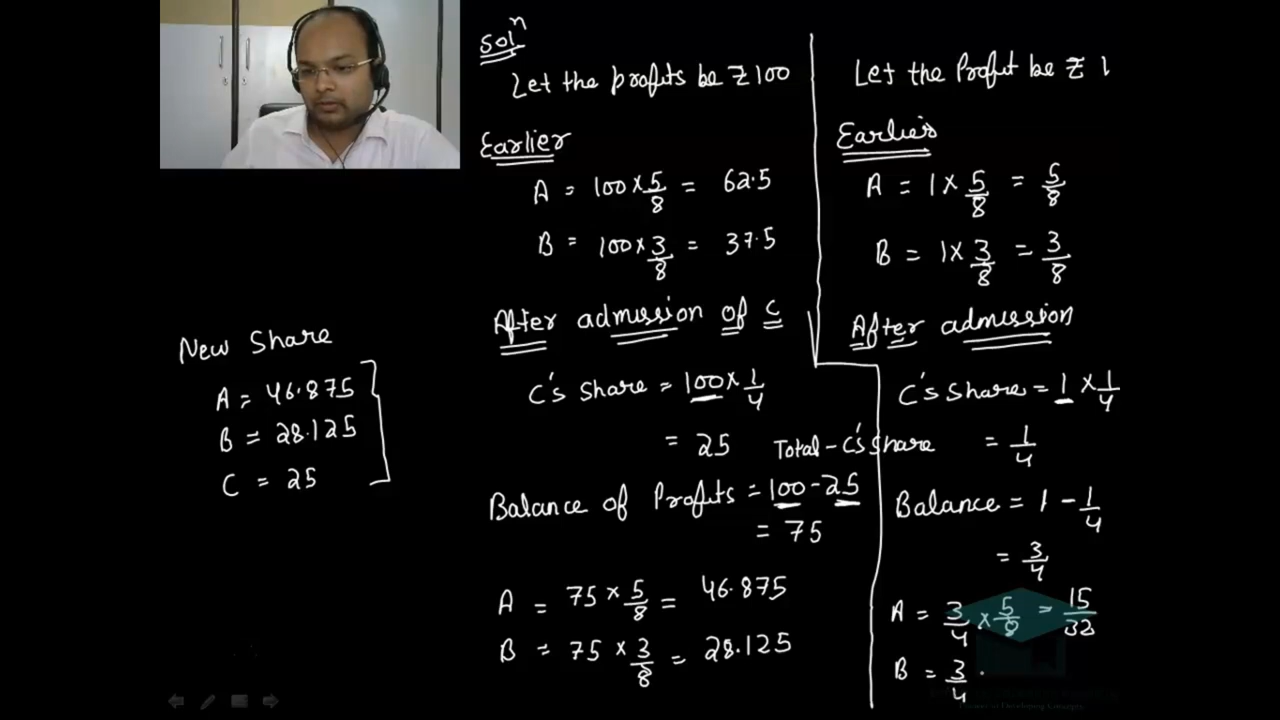 Solⁿ
Let the profits be ₹100
Earlier
A = 100 × 5/8 = 62.5
B = 100 × 3/8 = 37.5
After admission of C
C's Share = 100 × 1/4
= 25
Total - C's Share
Balance of Profits = 100 - 25
= 75
A = 75 × 5/8 = 46.875
B = 75 × 3/8 = 28.125
New Share
A = 46.875
B = 28.125
C = 25
Let the Profit be ₹ 1
Earlier
A = 1 × 5/8 = 5/8
B = 1 × 3/8 = 3/8
After admission
C's Share = 1 × 1/4
= 1/4
Balance = 1 - 1/4
= 3/4
A = 3/4 × 5/8 = 15/32
B = 3/4